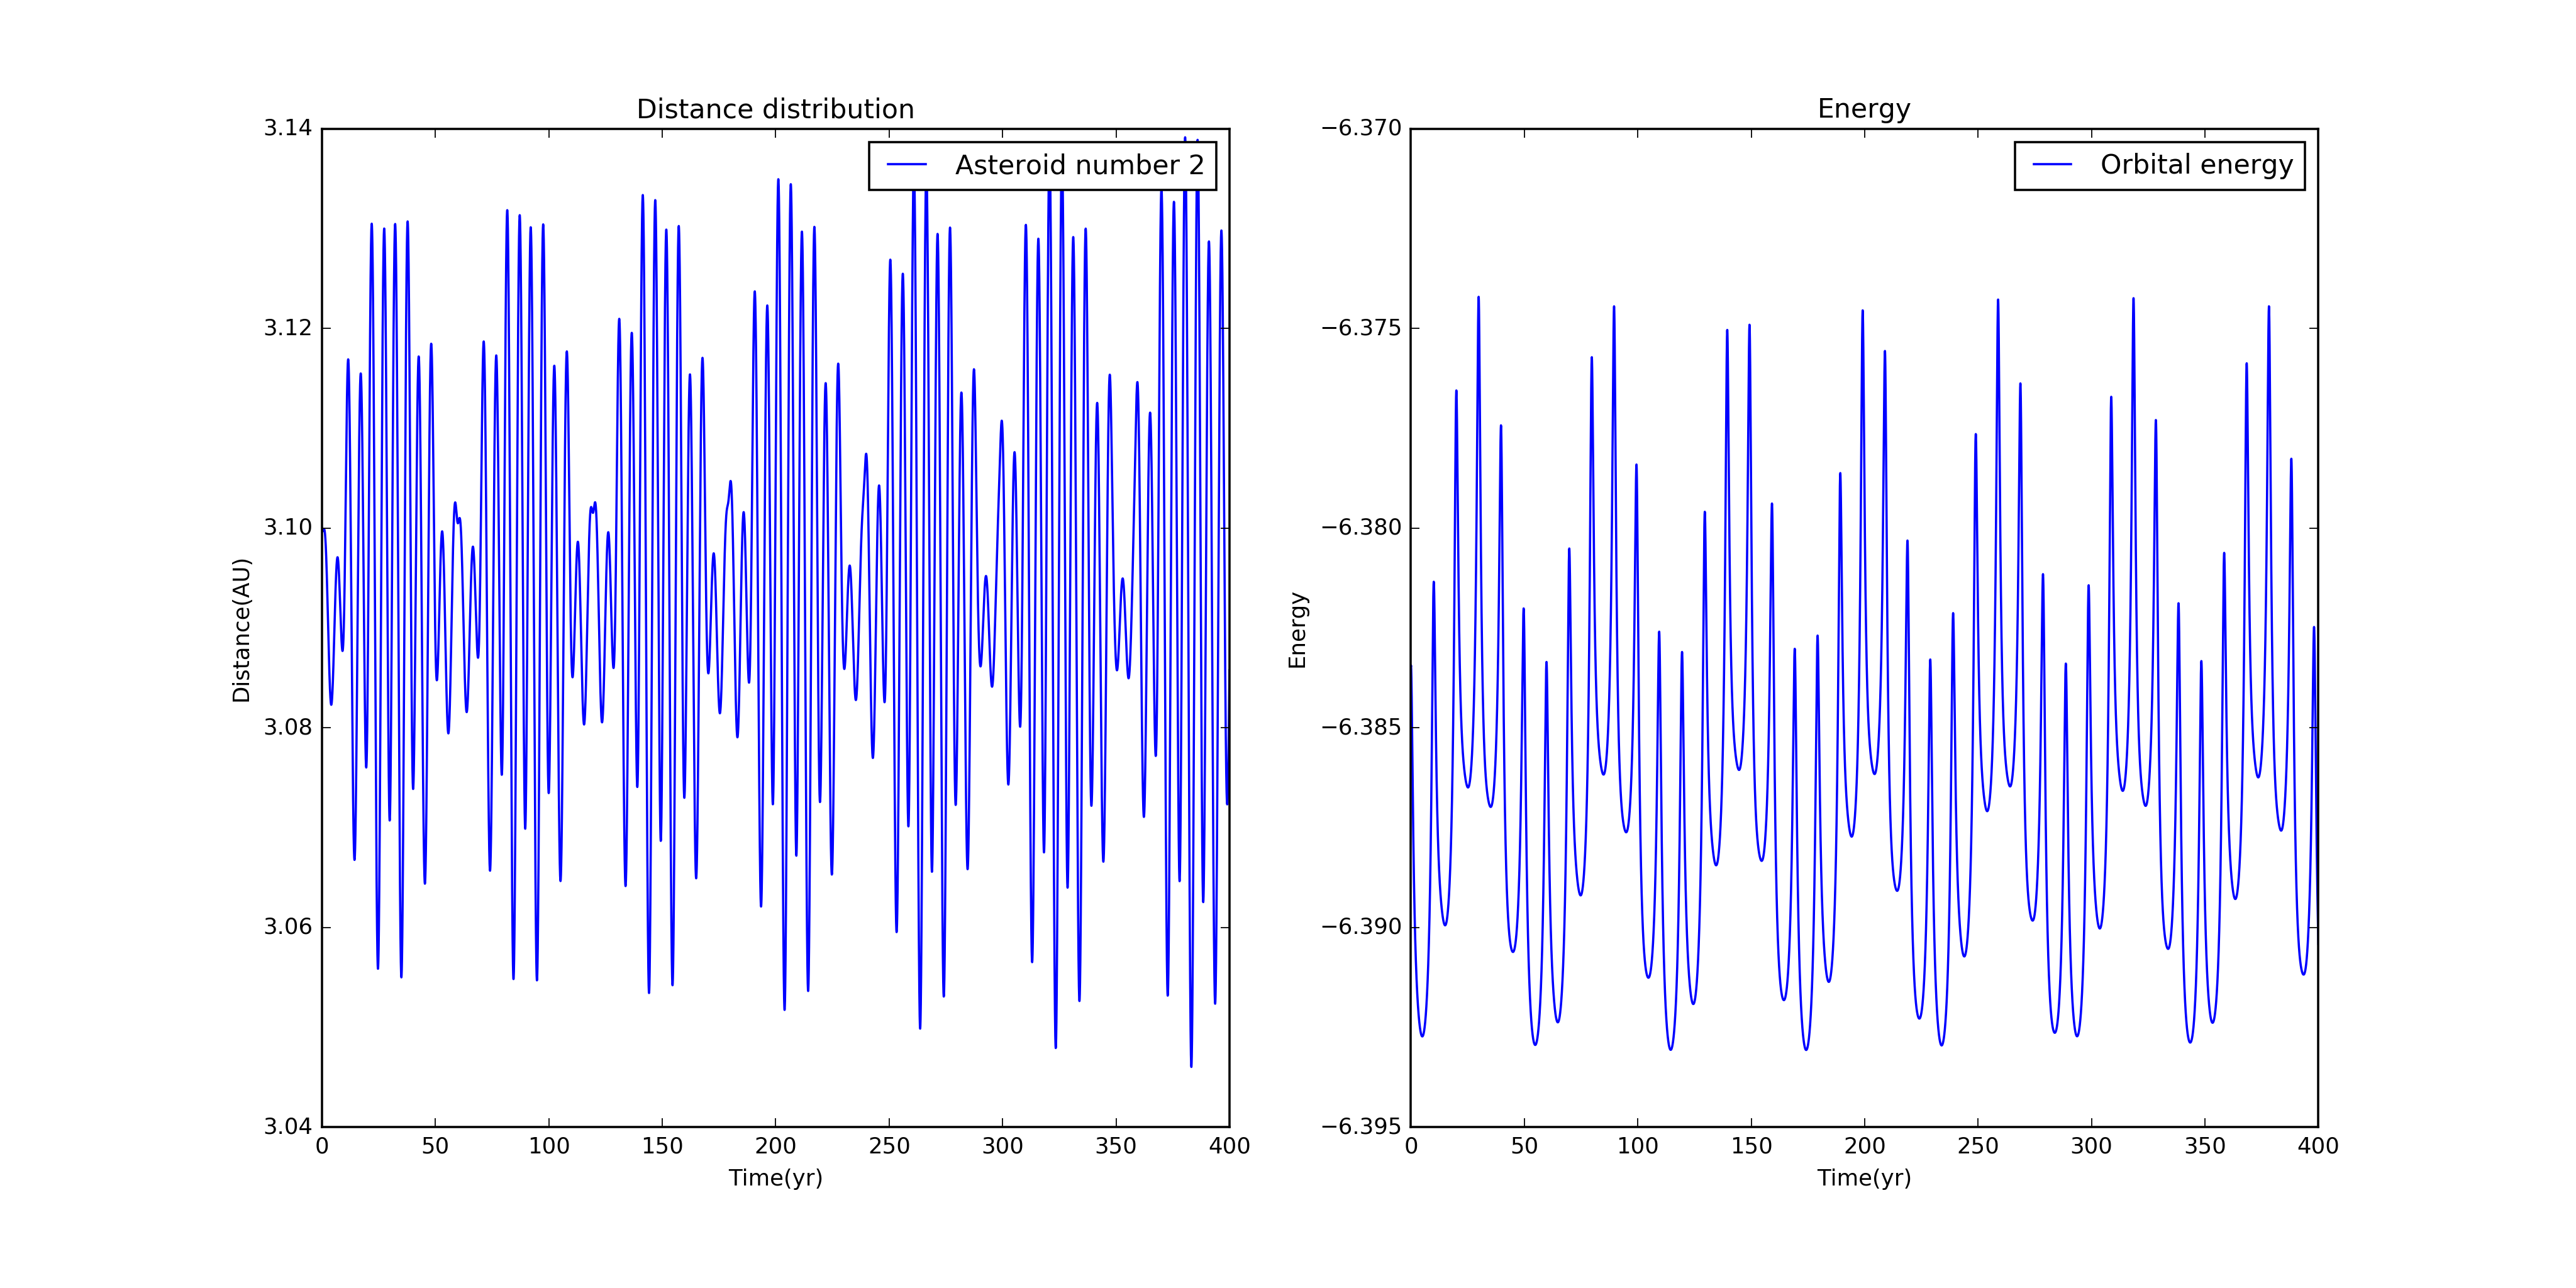 Distance distribution
3.14
3.12
3.10
3.08
3.06
3.04
Distance(AU)
Asteroid number 2
0 50 100 150 200 250 300 350 400
Time(yr)
Energy
−6.370
−6.375
−6.380
−6.385
−6.390
−6.395
Energy
Orbital energy
0 50 100 150 200 250 300 350 400
Time(yr)